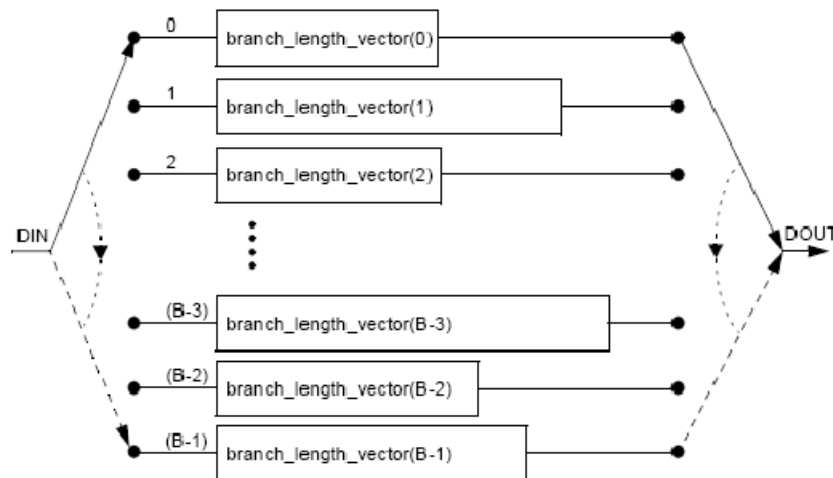 0
branch_length_vector(0)
1
branch_length_vector(1)
2
branch_length_vector(2)
DIN
DOUT
(B-3)
branch_length_vector(B-3)
(B-2)
branch_length_vector(B-2)
(B-1)
branch_length_vector(B-1)